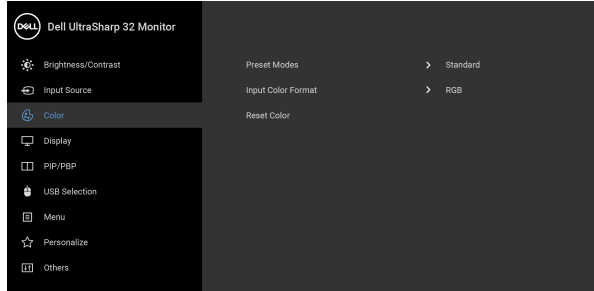 DELL Dell UltraSharp 32 Monitor
Brightness/Contrast
Preset Modes > Standard
Input Source
Input Color Format > RGB
Color
Reset Color
Display
PIP/PBP
USB Selection
Menu
Personalize
Others